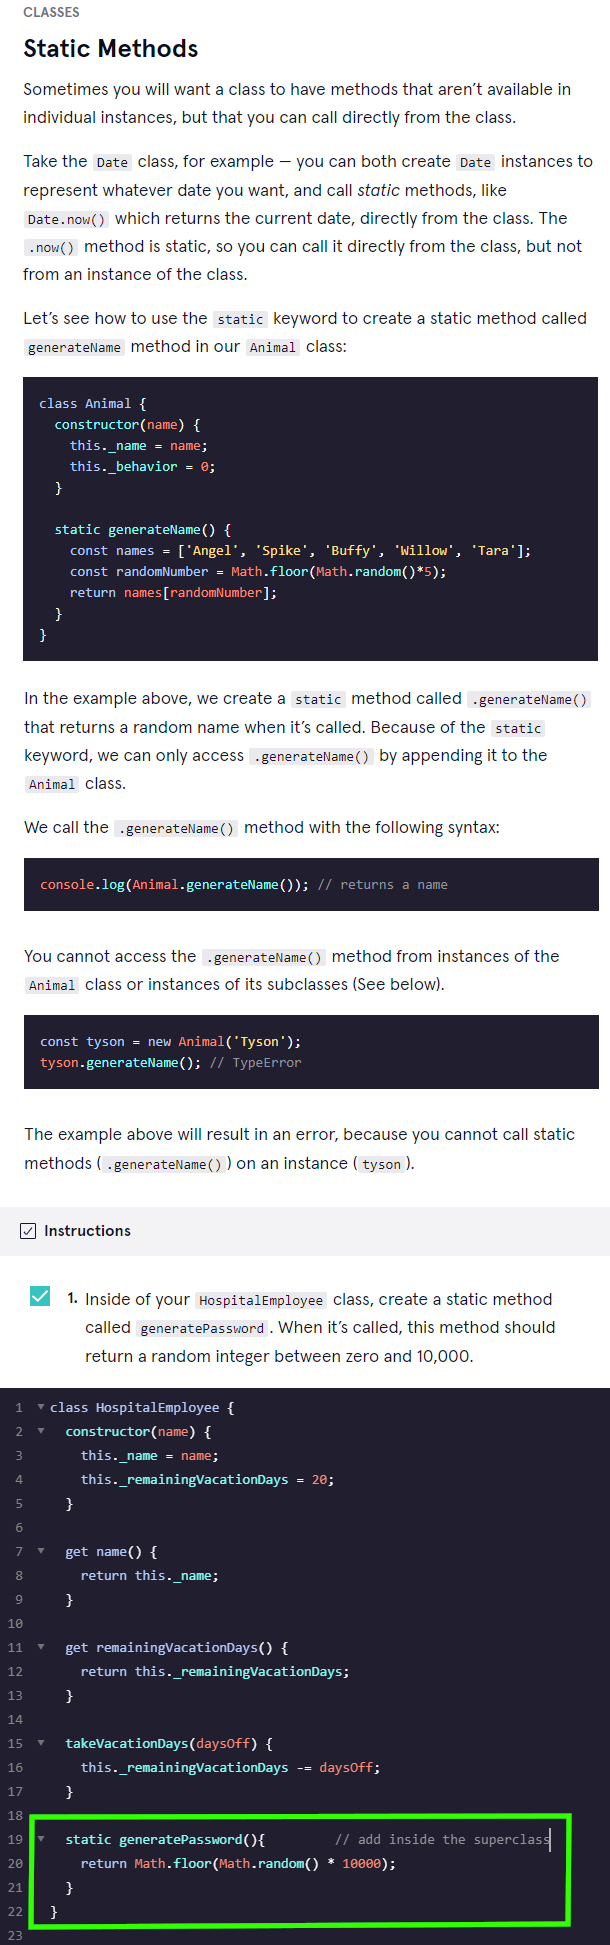 CLASSES
Static Methods
Sometimes you will want a class to have methods that aren’t available in
individual instances, but that you can call directly from the class.
Take the Date class, for example — you can both create Date instances to
represent whatever date you want, and call static methods, like
Date.now() which returns the current date, directly from the class. The
.now() method is static, so you can call it directly from the class, but not
from an instance of the class.
Let’s see how to use the static keyword to create a static method called
generateName method in our Animal class:
class Animal {
  constructor(name) {
    this._name = name;
    this._behavior = 0;
  }
  static generateName() {
    const names = ['Angel', 'Spike', 'Buffy', 'Willow', 'Tara'];
    const randomNumber = Math.floor(Math.random()*5);
    return names[randomNumber];
  }
}
In the example above, we create a static method called .generateName()
that returns a random name when it’s called. Because of the static
keyword, we can only access .generateName() by appending it to the
Animal class.
We call the .generateName() method with the following syntax:
console.log(Animal.generateName()); // returns a name
You cannot access the .generateName() method from instances of the
Animal class or instances of its subclasses (See below).
const tyson = new Animal('Tyson');
tyson.generateName(); // TypeError
The example above will result in an error, because you cannot call static
methods (.generateName()) on an instance (tyson).
Instructions
1. Inside of your HospitalEmployee class, create a static method
called generatePassword. When it’s called, this method should
return a random integer between zero and 10,000.
1 class HospitalEmployee {
2   constructor(name) {
3     this._name = name;
4     this._remainingVacationDays = 20;
5   }
6
7   get name() {
8     return this._name;
9   }
10
11   get remainingVacationDays() {
12     return this._remainingVacationDays;
13   }
14
15   takeVacationDays(daysOff) {
16     this._remainingVacationDays -= daysOff;
17   }
18
19   static generatePassword(){ // add inside the superclass
20     return Math.floor(Math.random() * 10000);
21   }
22 }
23